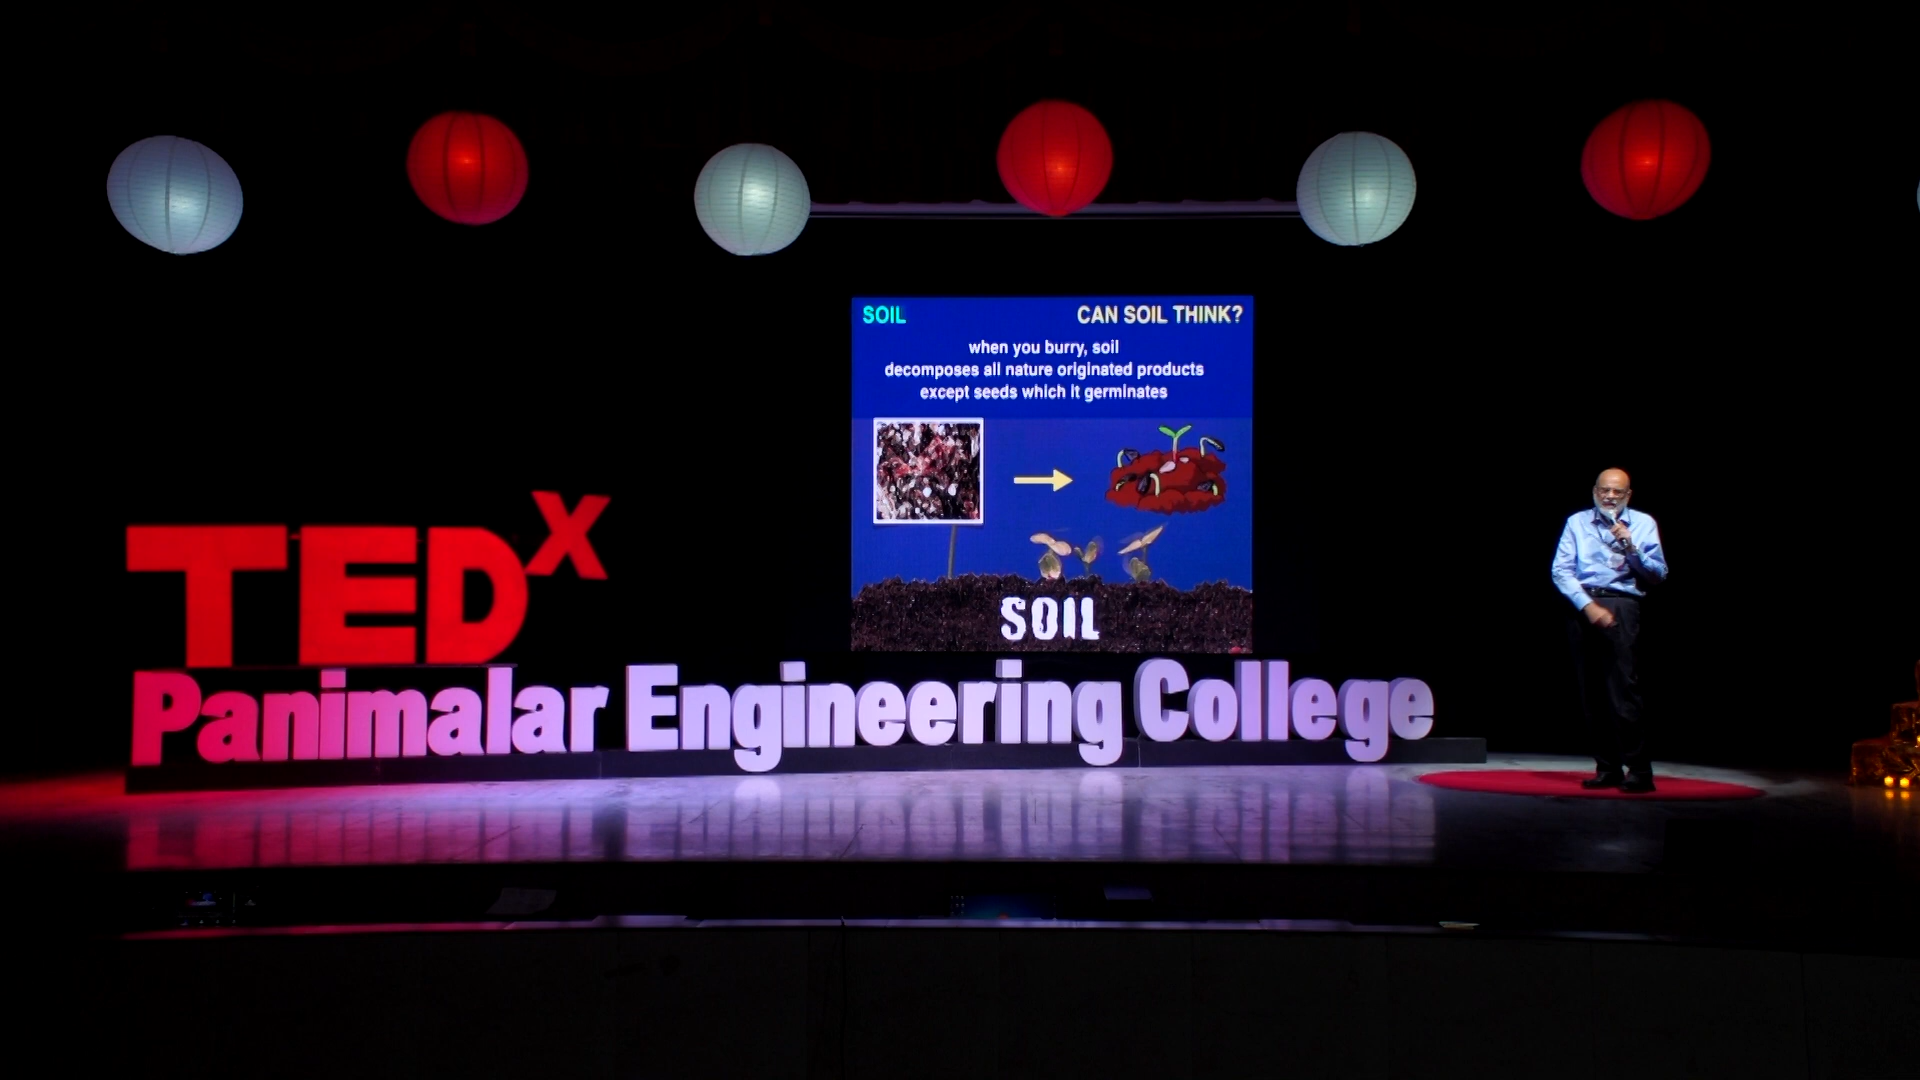 SOIL CAN SOIL THINK?
when you burry, soil
decomposes all nature originated products
except seeds which it germinates
SOIL
TEDx
Panimalar Engineering College